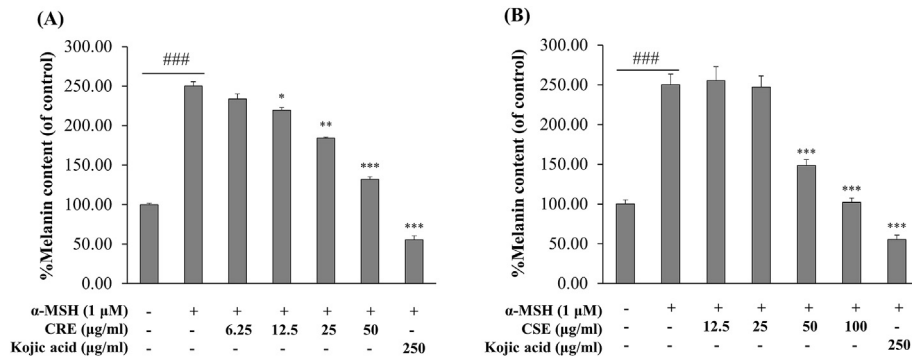 (A)
%Melanin content (of control)
300.00
250.00
200.00
150.00
100.00
50.00
0.00
###
*
**
***
***
α-MSH (1 μM) - + + + + + +
CRE (μg/ml) - - 6.25 12.5 25 50 -
Kojic acid (μg/ml) - - - - - - 250
(B)
%Melanin content (of control)
300.00
250.00
200.00
150.00
100.00
50.00
0.00
###
***
***
***
α-MSH (1 μM) - + + + + + +
CSE (μg/ml) - - 12.5 25 50 100 -
Kojic acid (μg/ml) - - - - - - 250